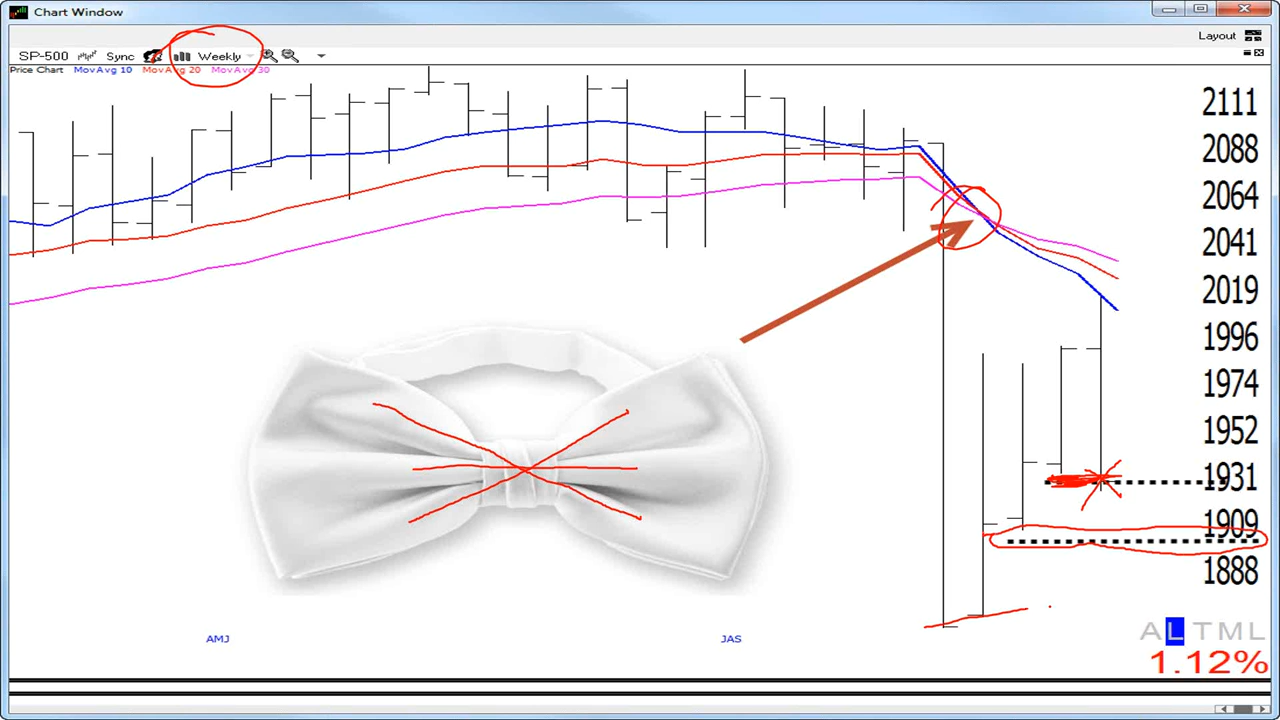 Chart Window
Layout
SP-500 Sync Weekly
Price Chart MovAvg 10 MovAvg 20 MovAvg 30
2111
2088
2064
2041
2019
1996
1974
1952
1931
1909
1888
AMJ JAS
ALTML
1.12%